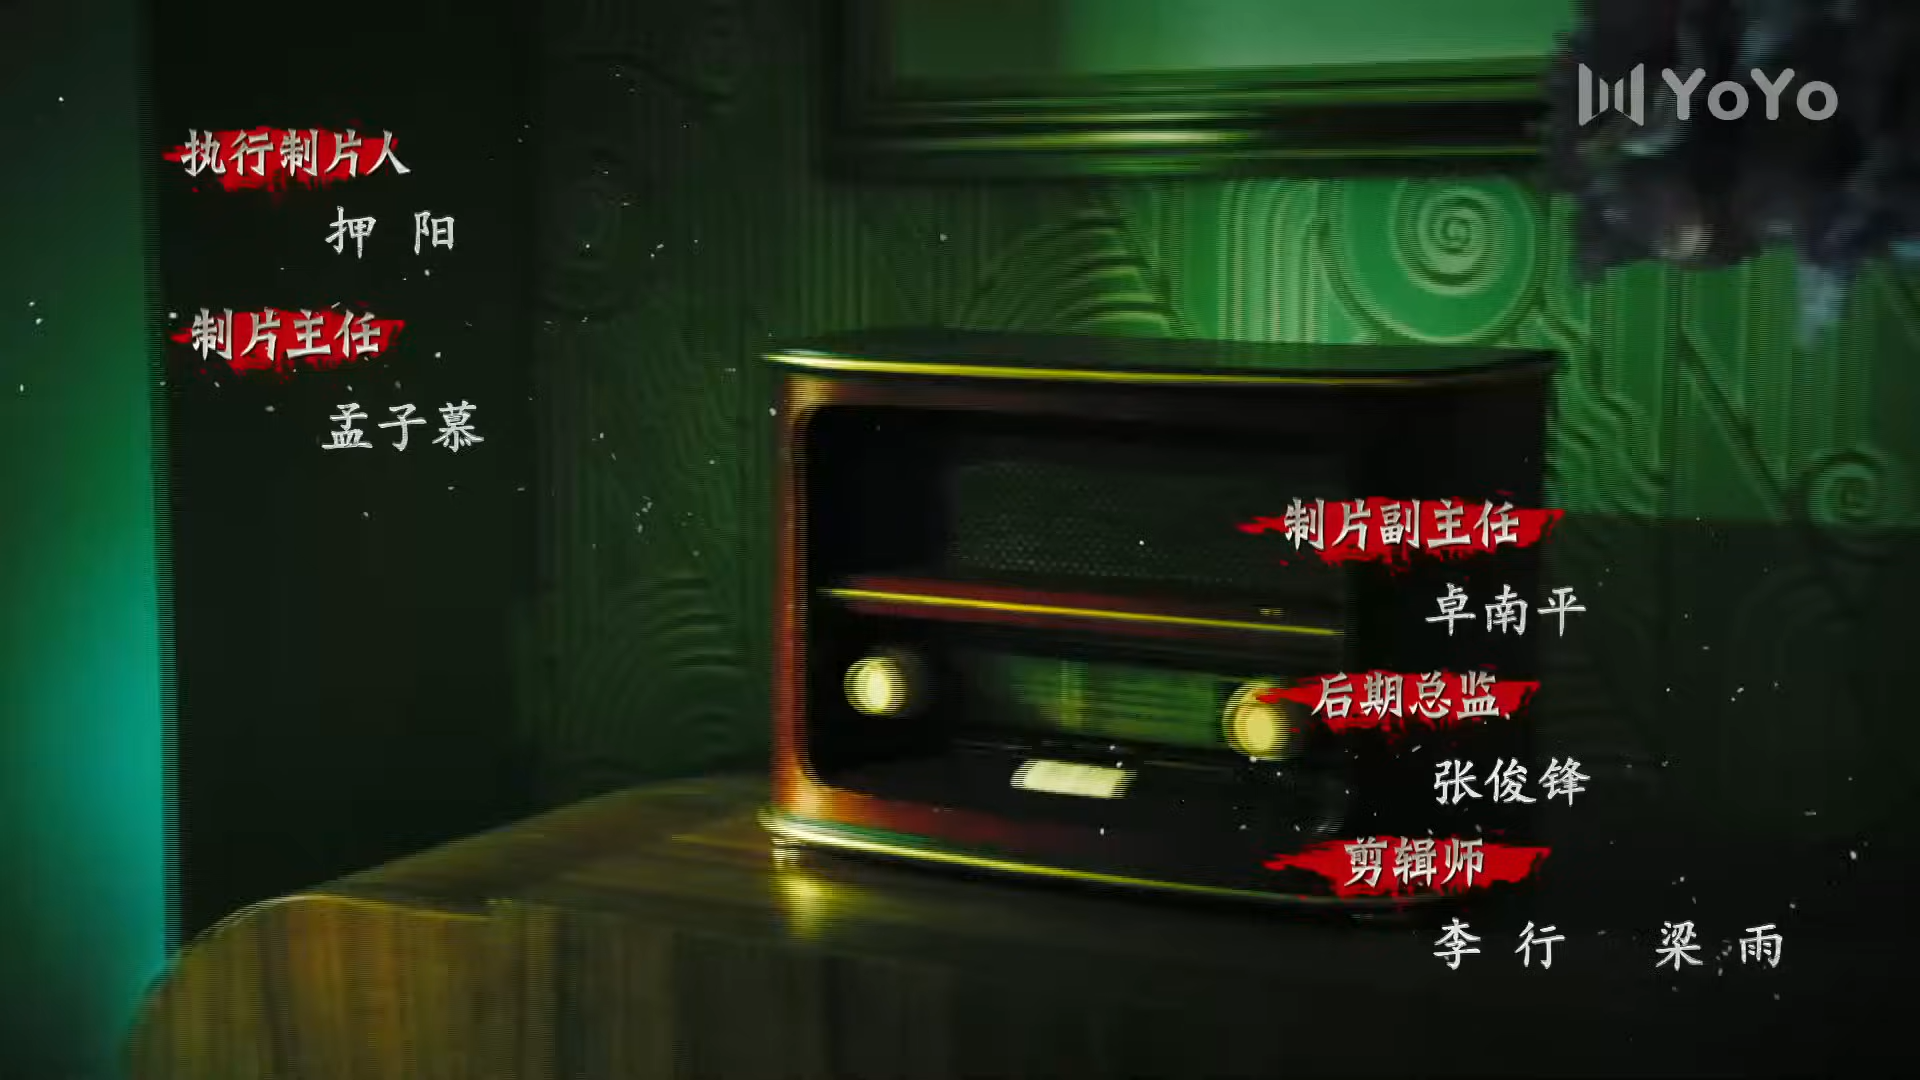 YoYo
执行制片人
押 阳
制片主任
孟子慕
制片副主任
卓南平
后期总监
张俊锋
剪辑师
李 行 梁 雨